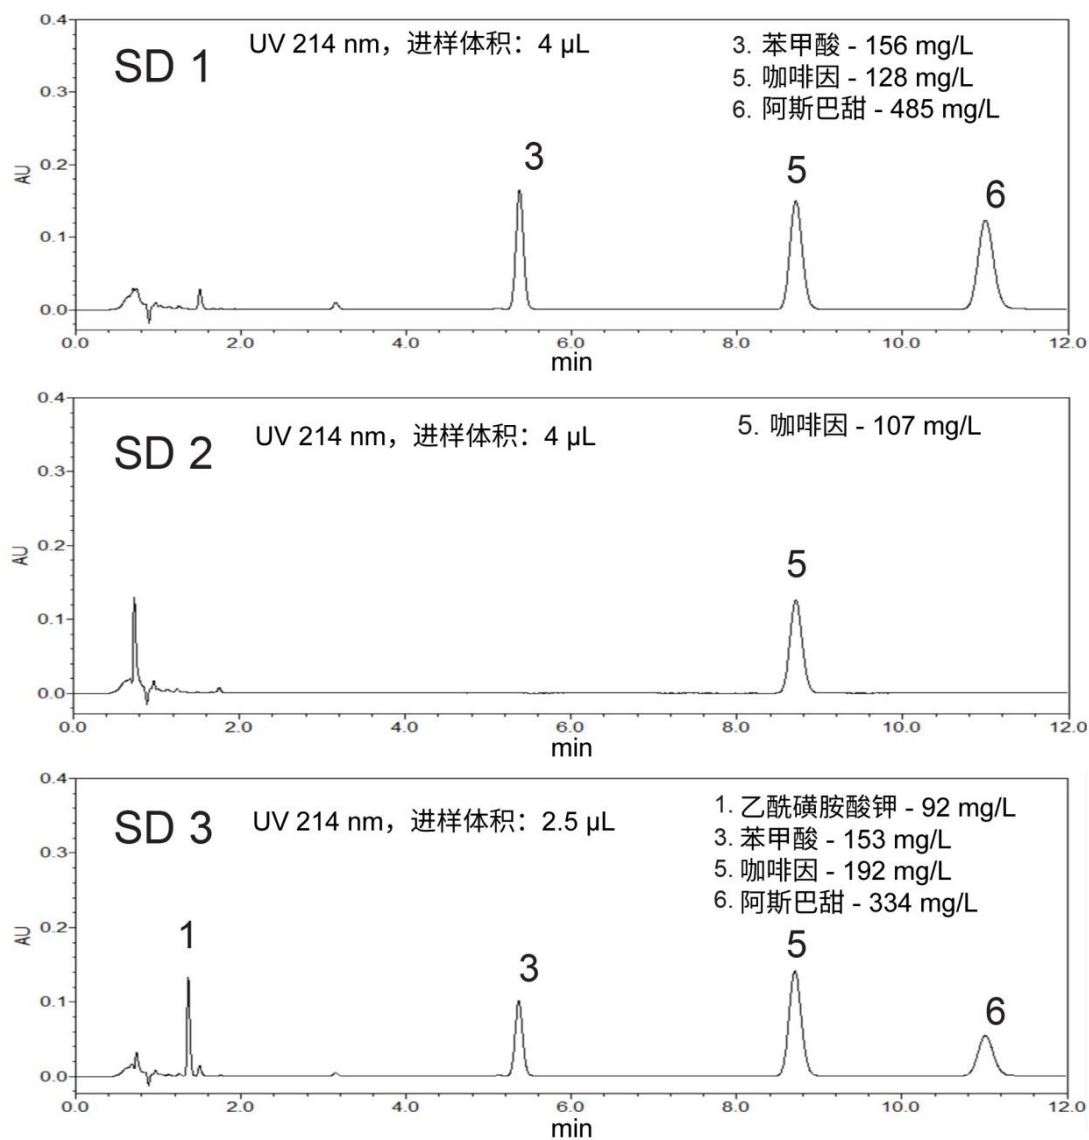 SD 1
UV 214 nm，进样体积：4 µL
3. 苯甲酸 - 156 mg/L
5. 咖啡因 - 128 mg/L
6. 阿斯巴甜 - 485 mg/L
0.4
0.3
0.2
0.1
0.0
AU
3
5
6
0.0 2.0 4.0 6.0 8.0 10.0 12.0
min
SD 2
UV 214 nm，进样体积：4 µL
5. 咖啡因 - 107 mg/L
0.4
0.3
0.2
0.1
0.0
AU
5
0.0 2.0 4.0 6.0 8.0 10.0 12.0
min
SD 3
UV 214 nm，进样体积：2.5 µL
1. 乙酰磺胺酸钾 - 92 mg/L
3. 苯甲酸 - 153 mg/L
5. 咖啡因 - 192 mg/L
6. 阿斯巴甜 - 334 mg/L
0.4
0.3
0.2
0.1
0.0
AU
1
3
5
6
0.0 2.0 4.0 6.0 8.0 10.0 12.0
min